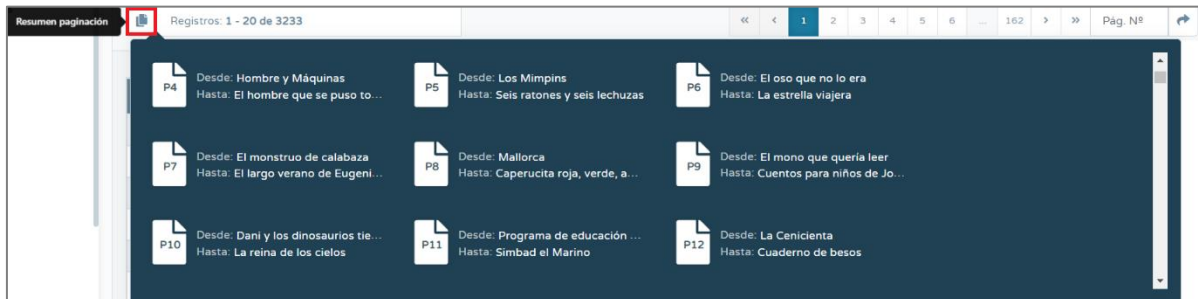 Resumen paginación
Registros: 1 - 20 de 3233
« < 1 2 3 4 5 6 ... 162 > » Pág. Nº
P4 Desde: Hombre y Máquinas
Hasta: El hombre que se puso to...
P5 Desde: Los Mimpins
Hasta: Seis ratones y seis lechuzas
P6 Desde: El oso que no lo era
Hasta: La estrella viajera
P7 Desde: El monstruo de calabaza
Hasta: El largo verano de Eugeni...
P8 Desde: Mallorca
Hasta: Caperucita roja, verde, a...
P9 Desde: El mono que quería leer
Hasta: Cuentos para niños de Jo...
P10 Desde: Dani y los dinosaurios tie...
Hasta: La reina de los cielos
P11 Desde: Programa de educación ...
Hasta: Simbad el Marino
P12 Desde: La Cenicienta
Hasta: Cuaderno de besos